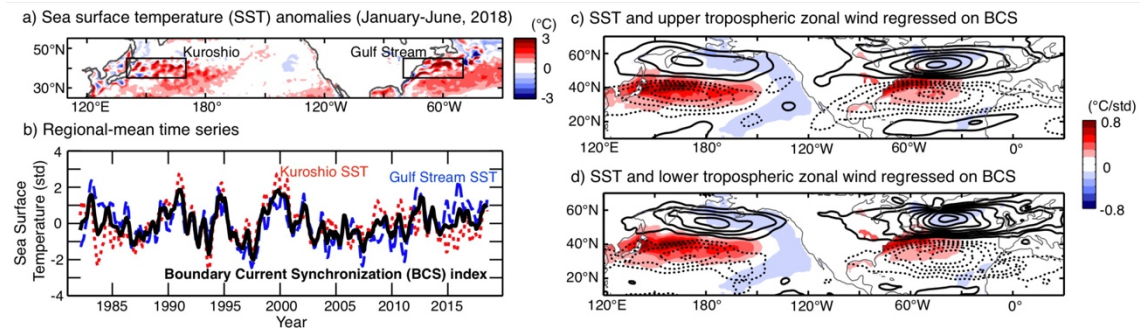 a) Sea surface temperature (SST) anomalies (January-June, 2018)
(°C)
50°N
30°N
Kuroshio
Gulf Stream
3
0
-3
120°E
180°W
120°W
60°W
b) Regional-mean time series
Sea Surface
Temperature (std)
4
2
0
-2
-4
Kuroshio SST
Gulf Stream SST
Boundary Current Synchronization (BCS) index
1985
1990
1995
2000
2005
2010
2015
Year
c) SST and upper tropospheric zonal wind regressed on BCS
60°N
40°N
20°N
120°E
180°W
120°W
60°W
0°
(°C/std)
0.8
0
-0.8
d) SST and lower tropospheric zonal wind regressed on BCS
60°N
40°N
20°N
120°E
180°W
120°W
60°W
0°